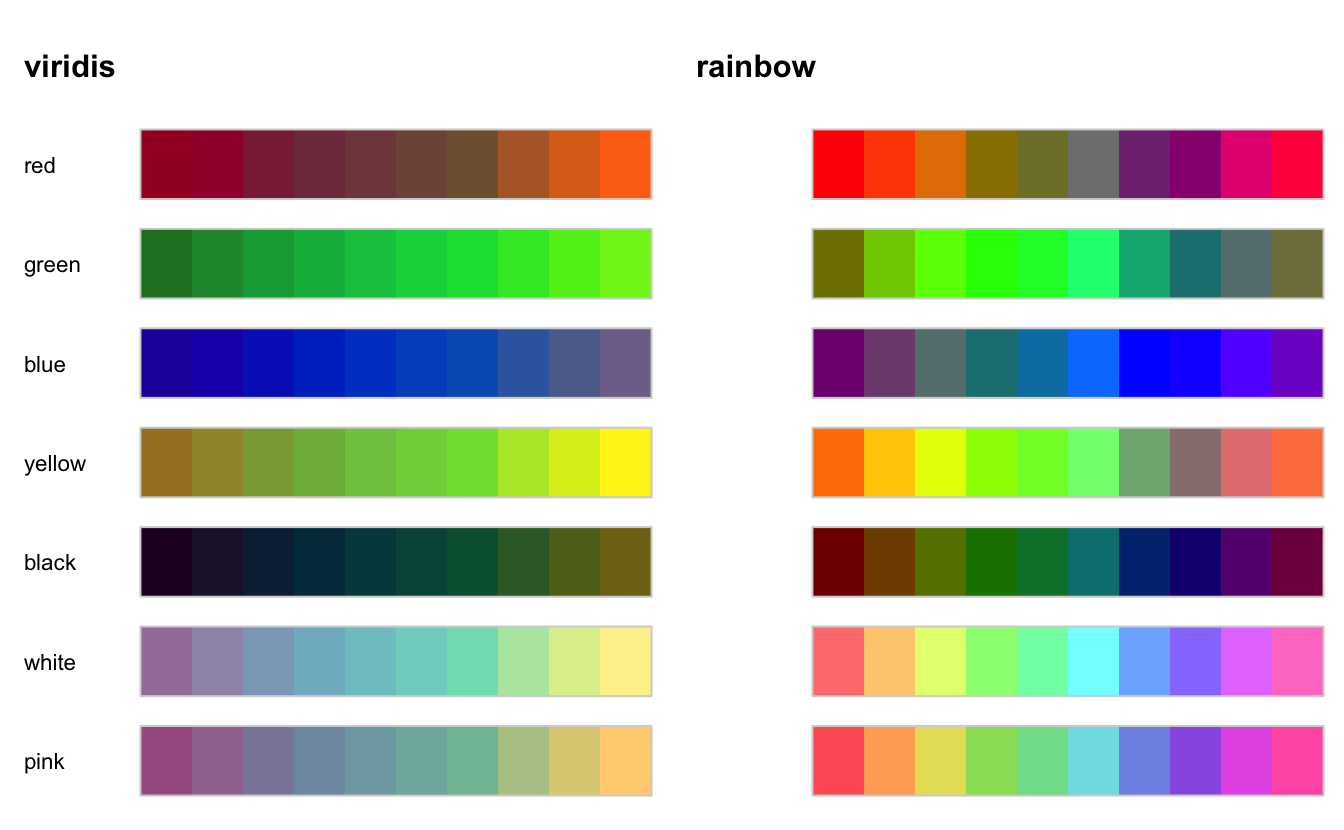 viridis
rainbow
red
green
blue
yellow
black
white
pink